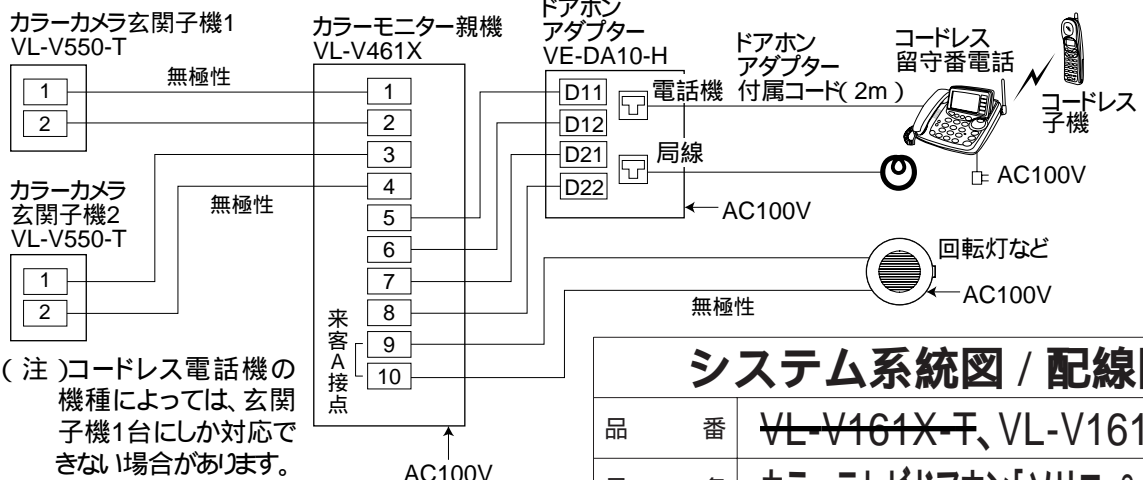 カラーカメラ玄関子機1
VL-V550-T
1
2
無極性
カラーカメラ
玄関子機2
VL-V550-T
1
2
無極性
カラーモニター親機
VL-V461X
1
2
3
4
5
6
7
8
9
10
来客A接点
AC100V
ドアホン
アダプター
VE-DA10-H
D11
D12
D21
D22
電話機
局線
AC100V
ドアホン
アダプター
付属コード(2m)
コードレス
留守番電話
コードレス
子機
AC100V
回転灯など
AC100V
無極性
(注)コードレス電話機の
機種によっては、玄関
子機1台にしか対応で
きない場合があります。
システム系統図/配線
品 番
VL-V161X-T、VL-V161